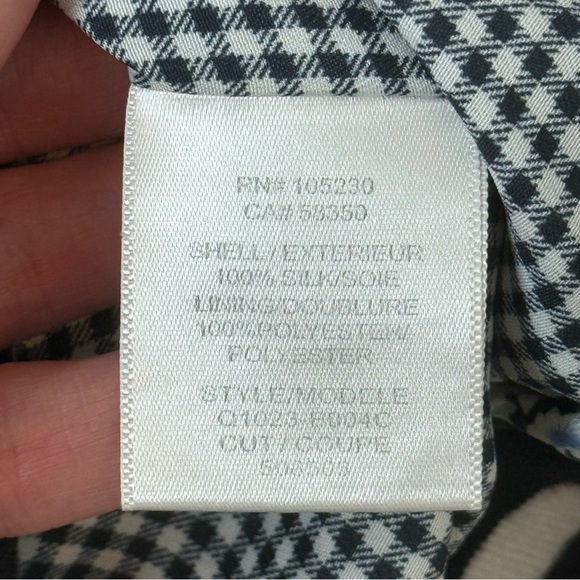 RN# 105230
CA# 58350
SHELL / EXTERIEUR
100% SILK/SOIE
LINING/DOUBLURE
100%POLYESTER/
POLYESTER
STYLE/MODELE
CUT / COUPE